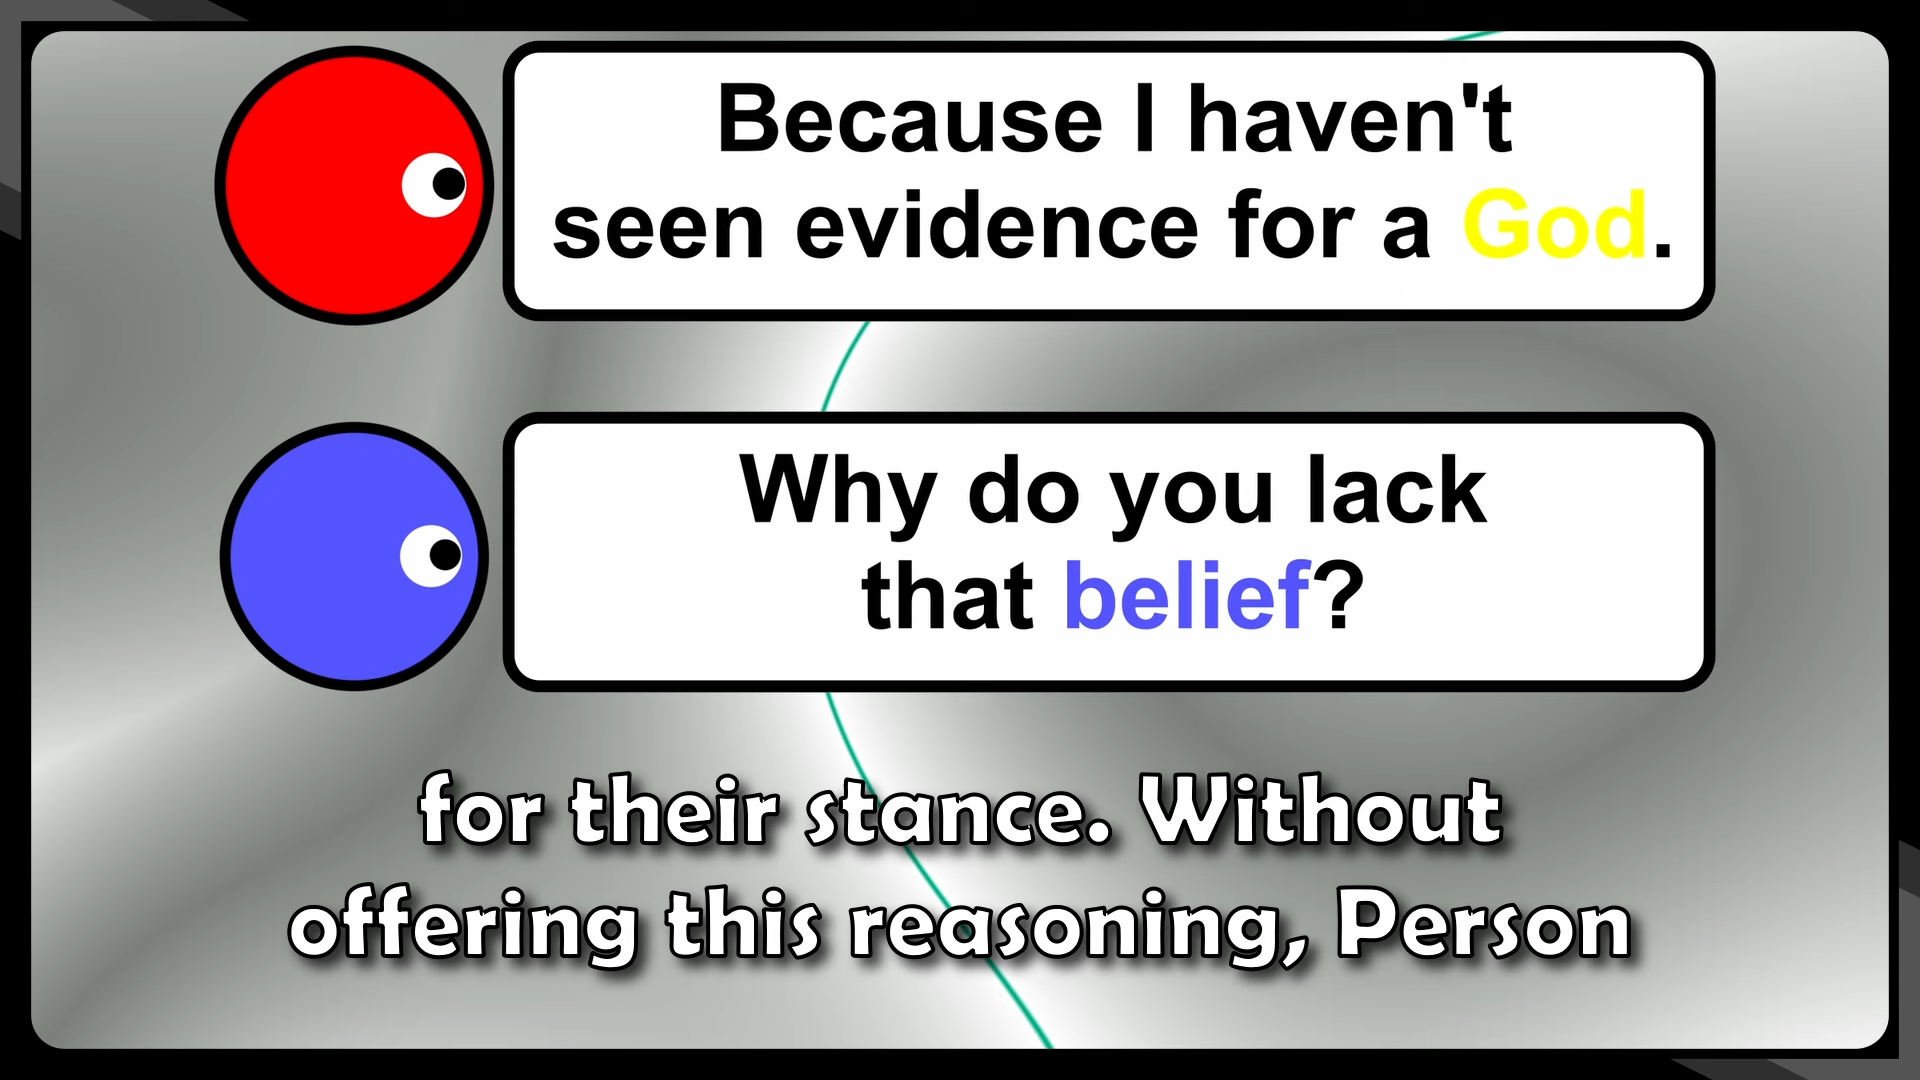 Because I haven't
seen evidence for a God.
Why do you lack
that belief?
for their stance. Without
offering this reasoning, Person